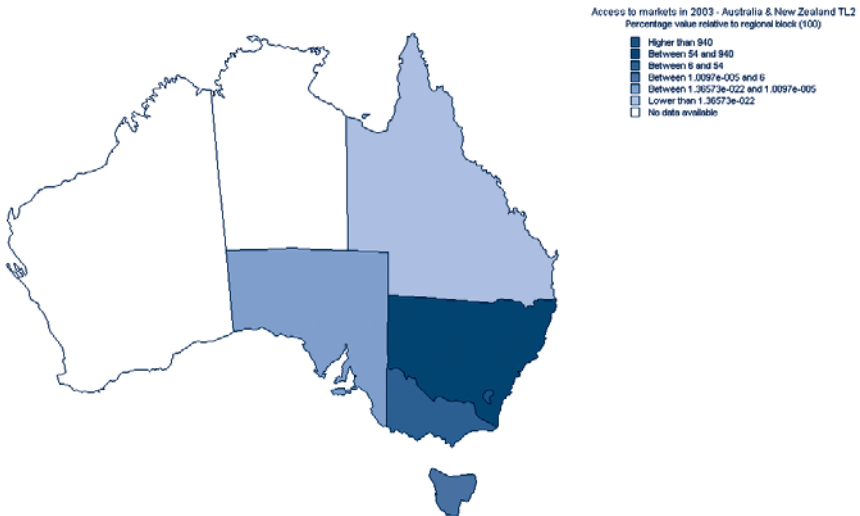 Access to markets in 2003 - Australia & New Zealand TL2
Percentage value relative to regional block (100)
Higher than 940
Between 54 and 940
Between 6 and 54
Between 1.0097e-005 and 6
Between 1.36573e-022 and 1.0097e-005
Lower than 1.36573e-022
No data available